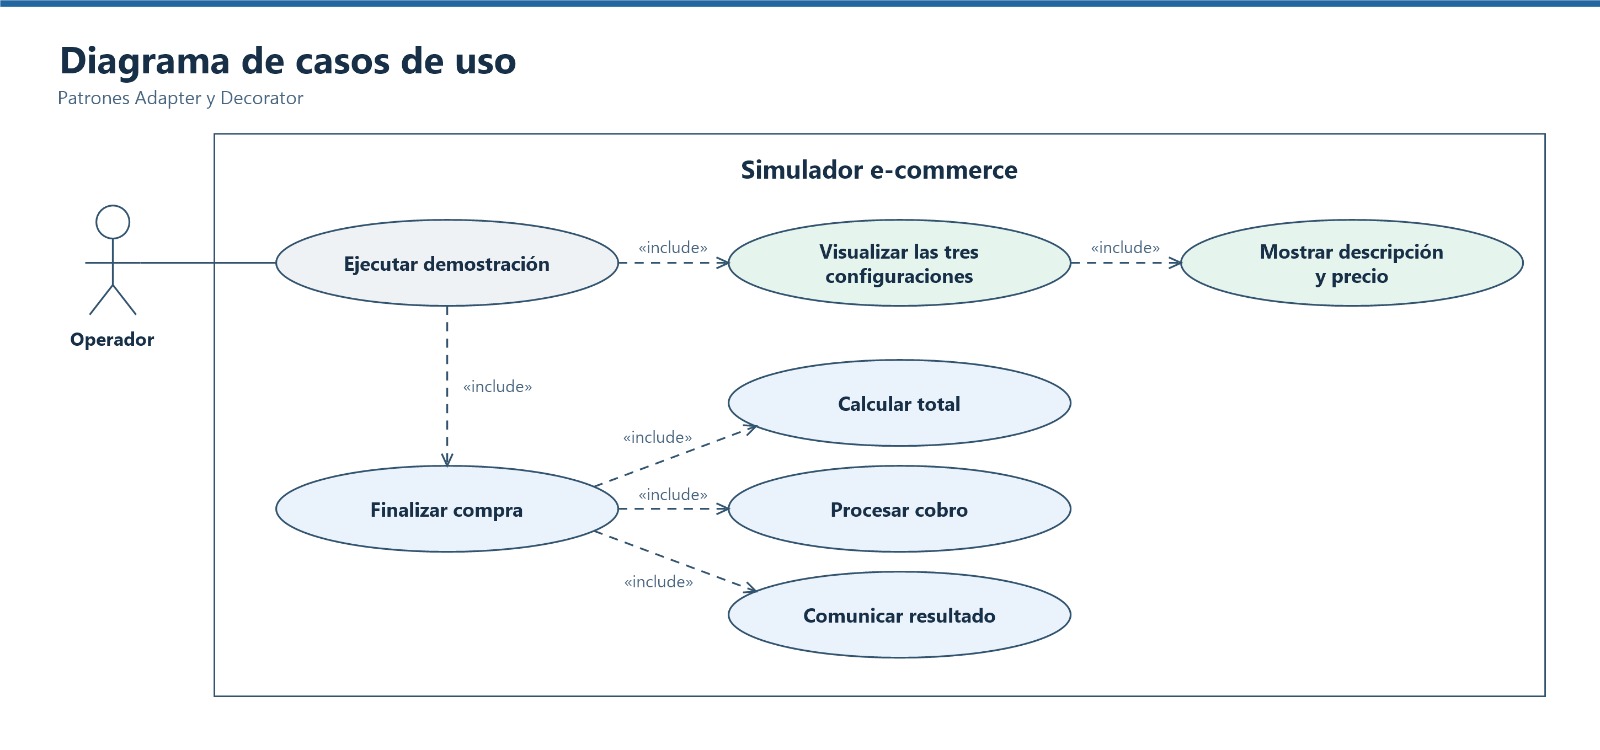 Diagrama de casos de uso
Patrones Adapter y Decorator
Simulador e-commerce
Operador
Ejecutar demostración
«include»
Visualizar las tres
configuraciones
«include»
Mostrar descripción
y precio
«include»
Finalizar compra
«include»
Calcular total
«include»
Procesar cobro
«include»
Comunicar resultado